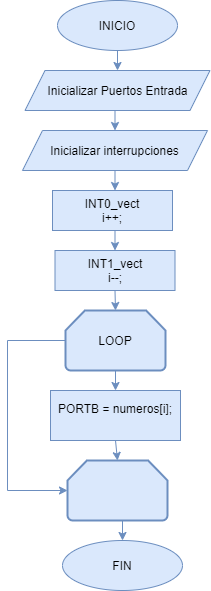 INICIO
Inicializar Puertos Entrada
Inicializar interrupciones
INT0_vect
i++;
INT1_vect
i--;
LOOP
PORTB = numeros[i];
FIN